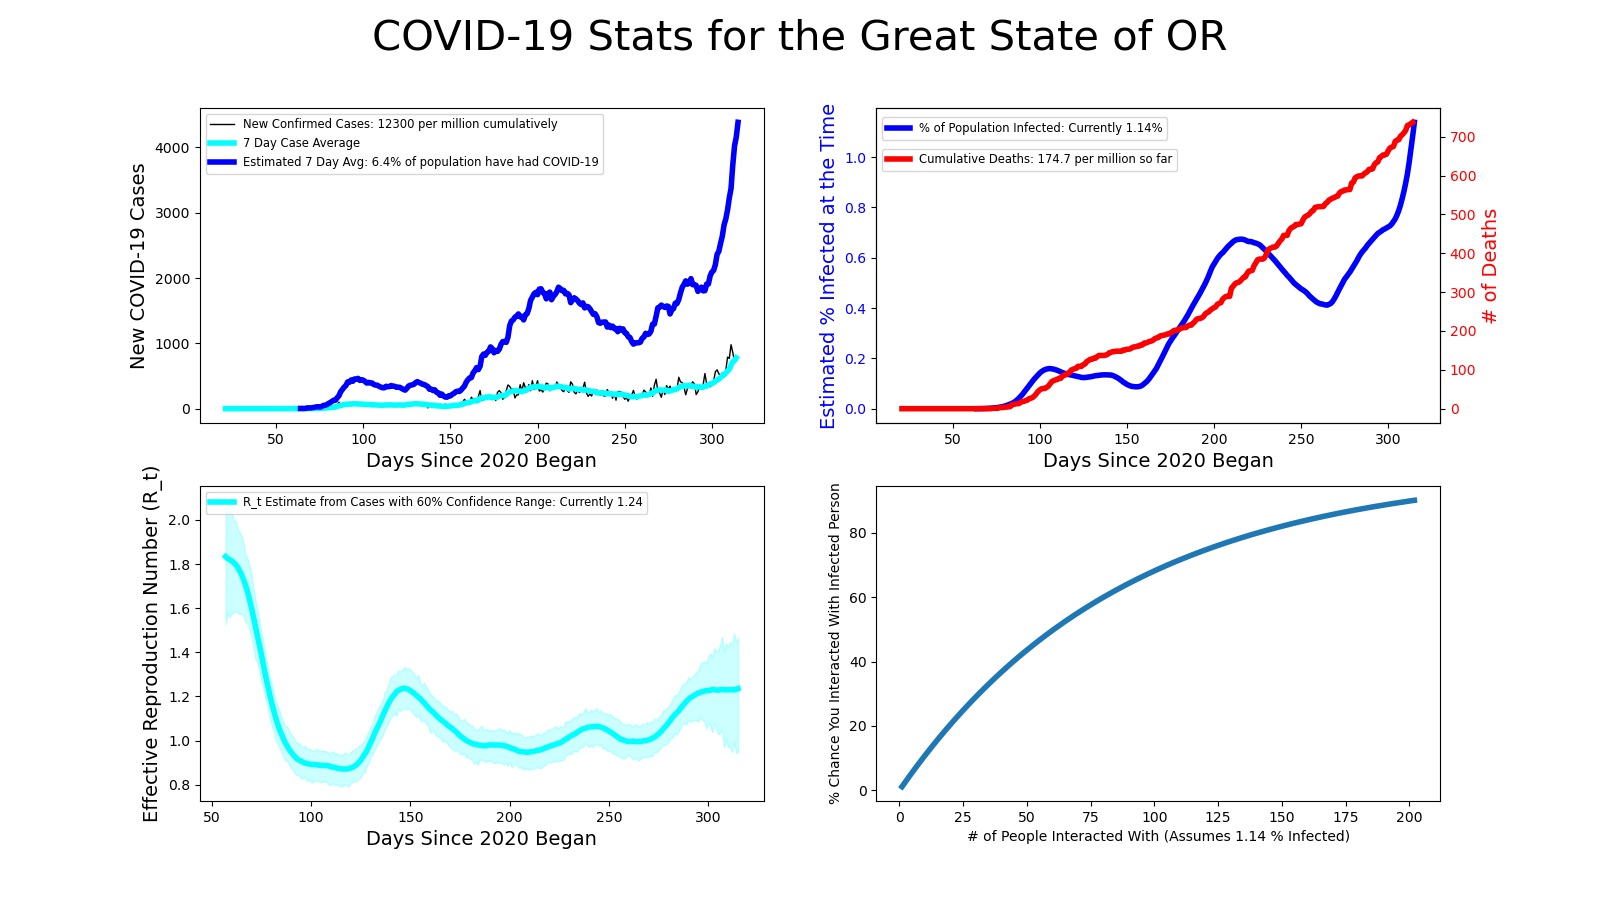 COVID-19 Stats for the Great State of OR
New COVID-19 Cases
4000
3000
2000
1000
0
New Confirmed Cases: 12300 per million cumulatively
7 Day Case Average
Estimated 7 Day Avg: 6.4% of population have had COVID-19
50 100 150 200 250 300
Days Since 2020 Began
Estimated % Infected at the Time
1.0
0.8
0.6
0.4
0.2
0.0
% of Population Infected: Currently 1.14%
Cumulative Deaths: 174.7 per million so far
700
600
500
400
300
200
100
0
# of Deaths
50 100 150 200 250 300
Days Since 2020 Began
Effective Reproduction Number (R_t)
2.0
1.8
1.6
1.4
1.2
1.0
0.8
R_t Estimate from Cases with 60% Confidence Range: Currently 1.24
50 100 150 200 250 300
Days Since 2020 Began
% Chance You Interacted With Infected Person
80
60
40
20
0
0 25 50 75 100 125 150 175 200
# of People Interacted With (Assumes 1.14 % Infected)